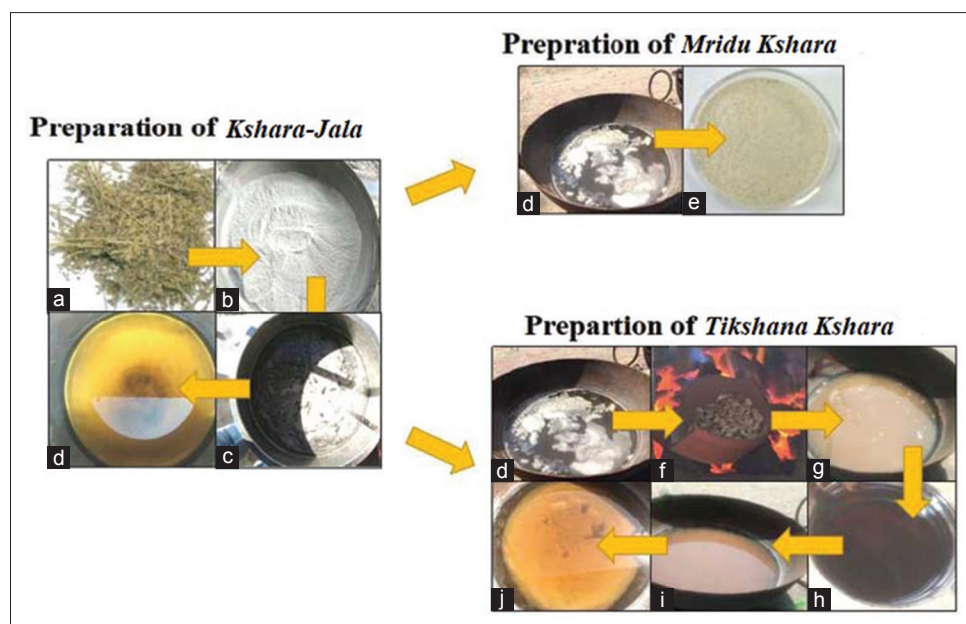 Prepration of Mridu Kshara
d e
Preparation of Kshara-Jala
a b
d c
Prepartion of Tikshana Kshara
d f g
j i h